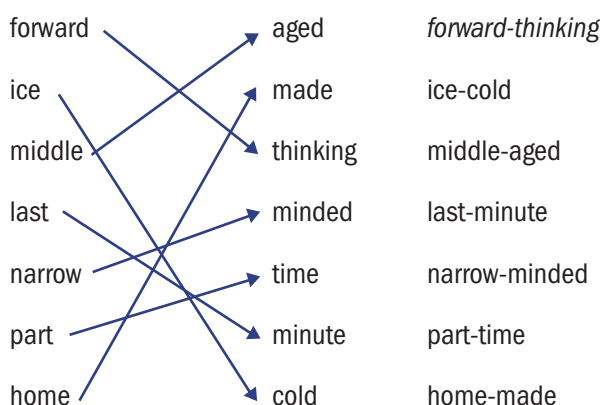 forward aged forward-thinking
ice made ice-cold
middle thinking middle-aged
last minded last-minute
narrow time narrow-minded
part minute part-time
home cold home-made